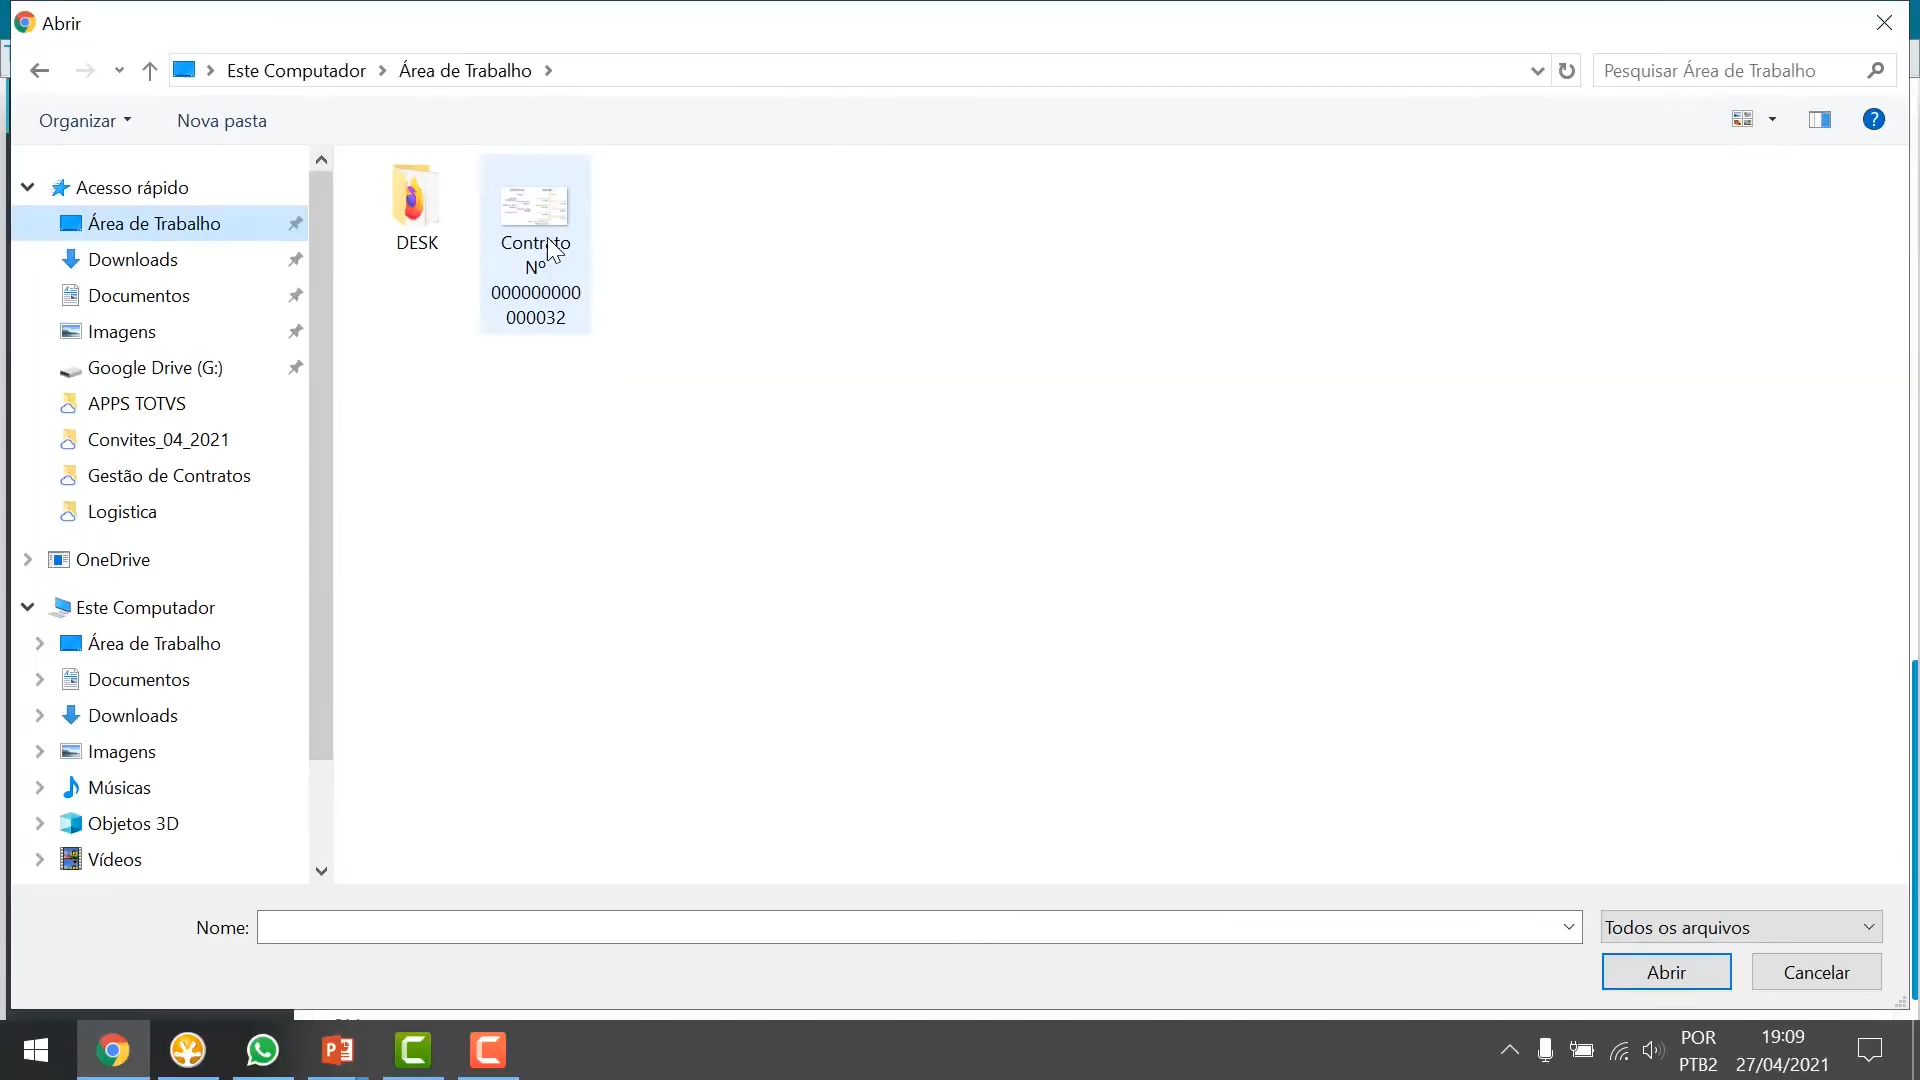 Abrir
Este Computador
Área de Trabalho
Pesquisar Área de Trabalho
Organizar
Nova pasta
?
Acesso rápido
Área de Trabalho
Downloads
Documentos
Imagens
Google Drive (G:)
APPS TOTVS
Convites_04_2021
Gestão de Contratos
Logistica
OneDrive
Este Computador
Área de Trabalho
Documentos
Downloads
Imagens
Músicas
Objetos 3D
Vídeos
DESK
Contrato
Nº
000000000
000032
Nome:
Todos os arquivos
Abrir
Cancelar
POR
PTB2
19:09
27/04/2021